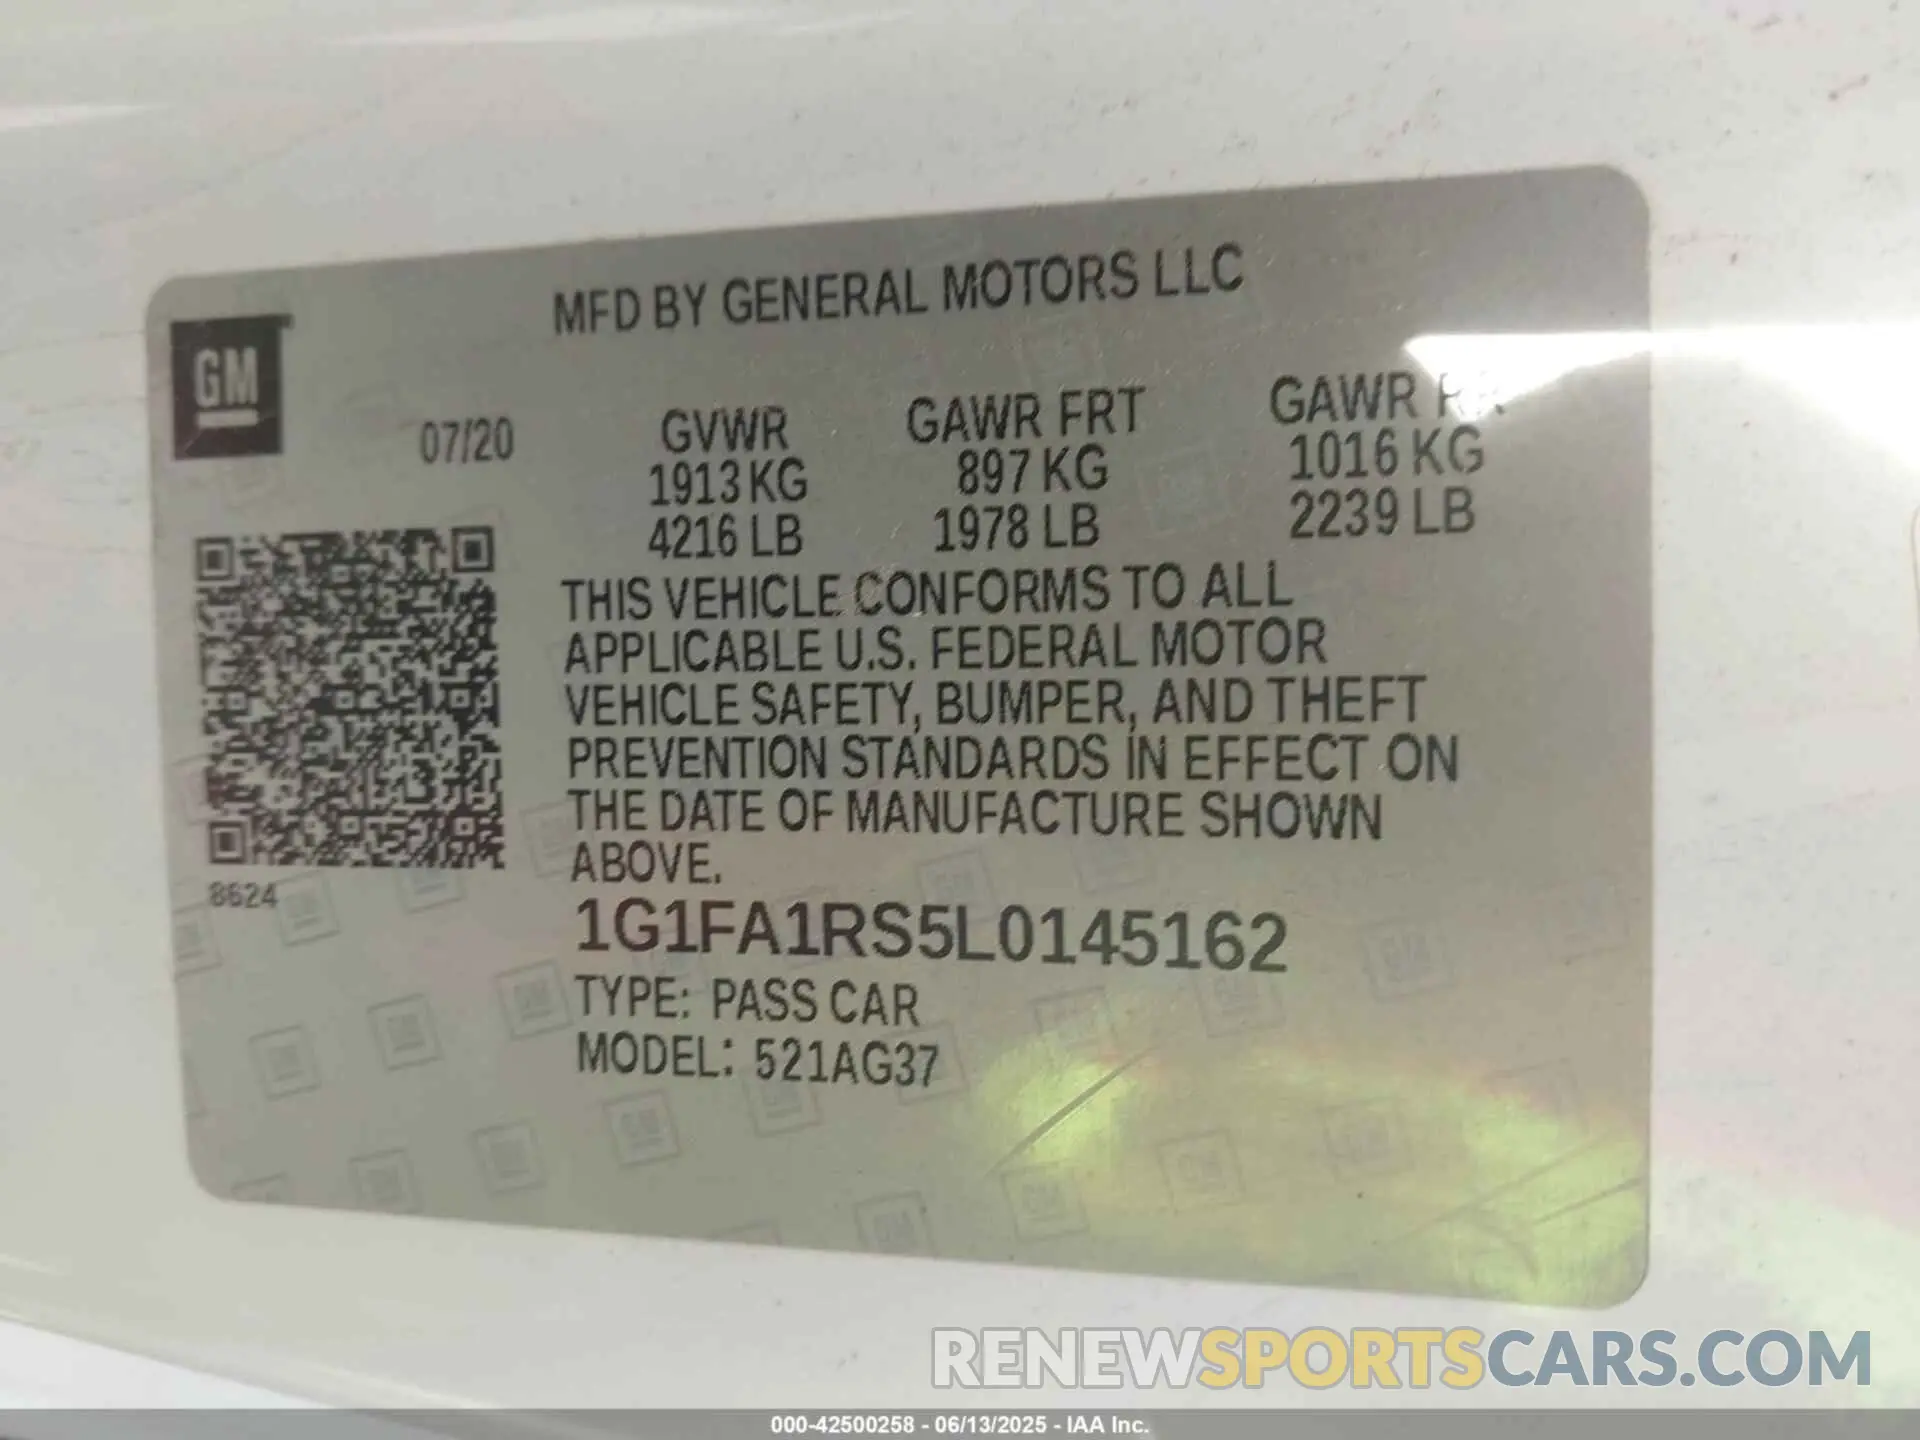 MFD BY GENERAL MOTORS LLC
GM
07/20
GVWR
1913 KG
4216 LB
GAWR FRT
897 KG
1978 LB
GAWR
1016 KG
2239 LB
THIS VEHICLE CONFORMS TO ALL
APPLICABLE U.S. FEDERAL MOTOR
VEHICLE SAFETY, BUMPER, AND THEFT
PREVENTION STANDARDS IN EFFECT ON
THE DATE OF MANUFACTURE SHOWN
ABOVE.
8624
1G1FA1RS5L0145162
TYPE: PASS CAR
MODEL: 521AG37
RENEWSPORTSCARS.COM
000-42500258 - 06/13/2025 - IAA Inc.